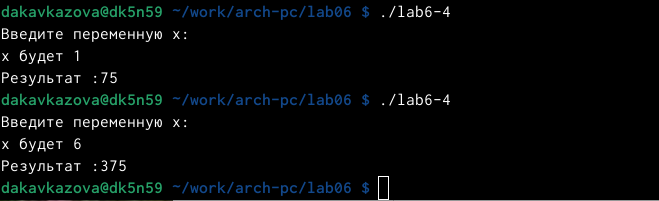 dakavkazova@dk5n59 ~/work/arch-pc/lab06 $ ./lab6-4
Введите переменную x:
x будет 1
Результат :75
dakavkazova@dk5n59 ~/work/arch-pc/lab06 $ ./lab6-4
Введите переменную x:
x будет 6
Результат :375
dakavkazova@dk5n59 ~/work/arch-pc/lab06 $